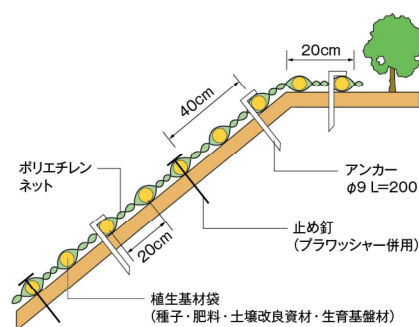 20cm
40cm
ポリエチレン
ネット
アンカー
φ9 L=200
止め釘
(プラワッシャー併用)
20cm
植生基材袋
(種子・肥料・土壌改良資材・生育基盤材)